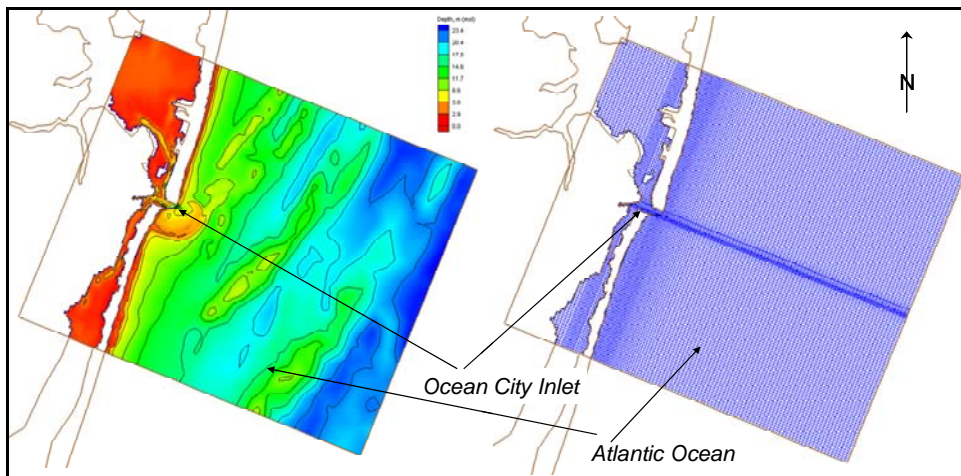 Depth, m (mol)
23.4
20.4
17.5
14.6
11.7
8.8
5.8
2.9
0.0
N
Ocean City Inlet
Atlantic Ocean